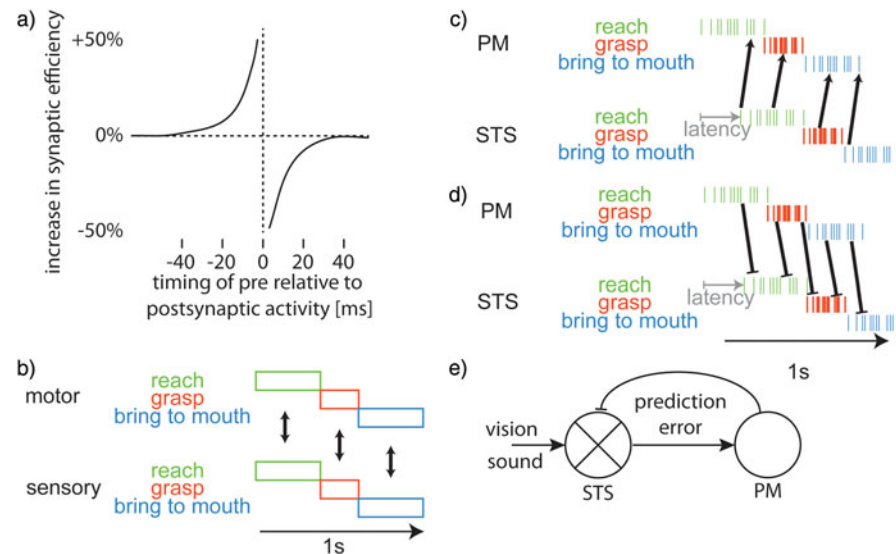 a)
increase in synaptic efficiency
+50%
0%
-50%
-40 -20 0 20 40
timing of pre relative to
postsynaptic activity [ms]
b)
motor
reach
grasp
bring to mouth
sensory
reach
grasp
bring to mouth
1s
c)
PM
reach
grasp
bring to mouth
STS
reach
grasp
bring to mouth
latency
d)
PM
reach
grasp
bring to mouth
STS
reach
grasp
bring to mouth
latency
1s
e)
vision
sound
prediction
error
STS
PM